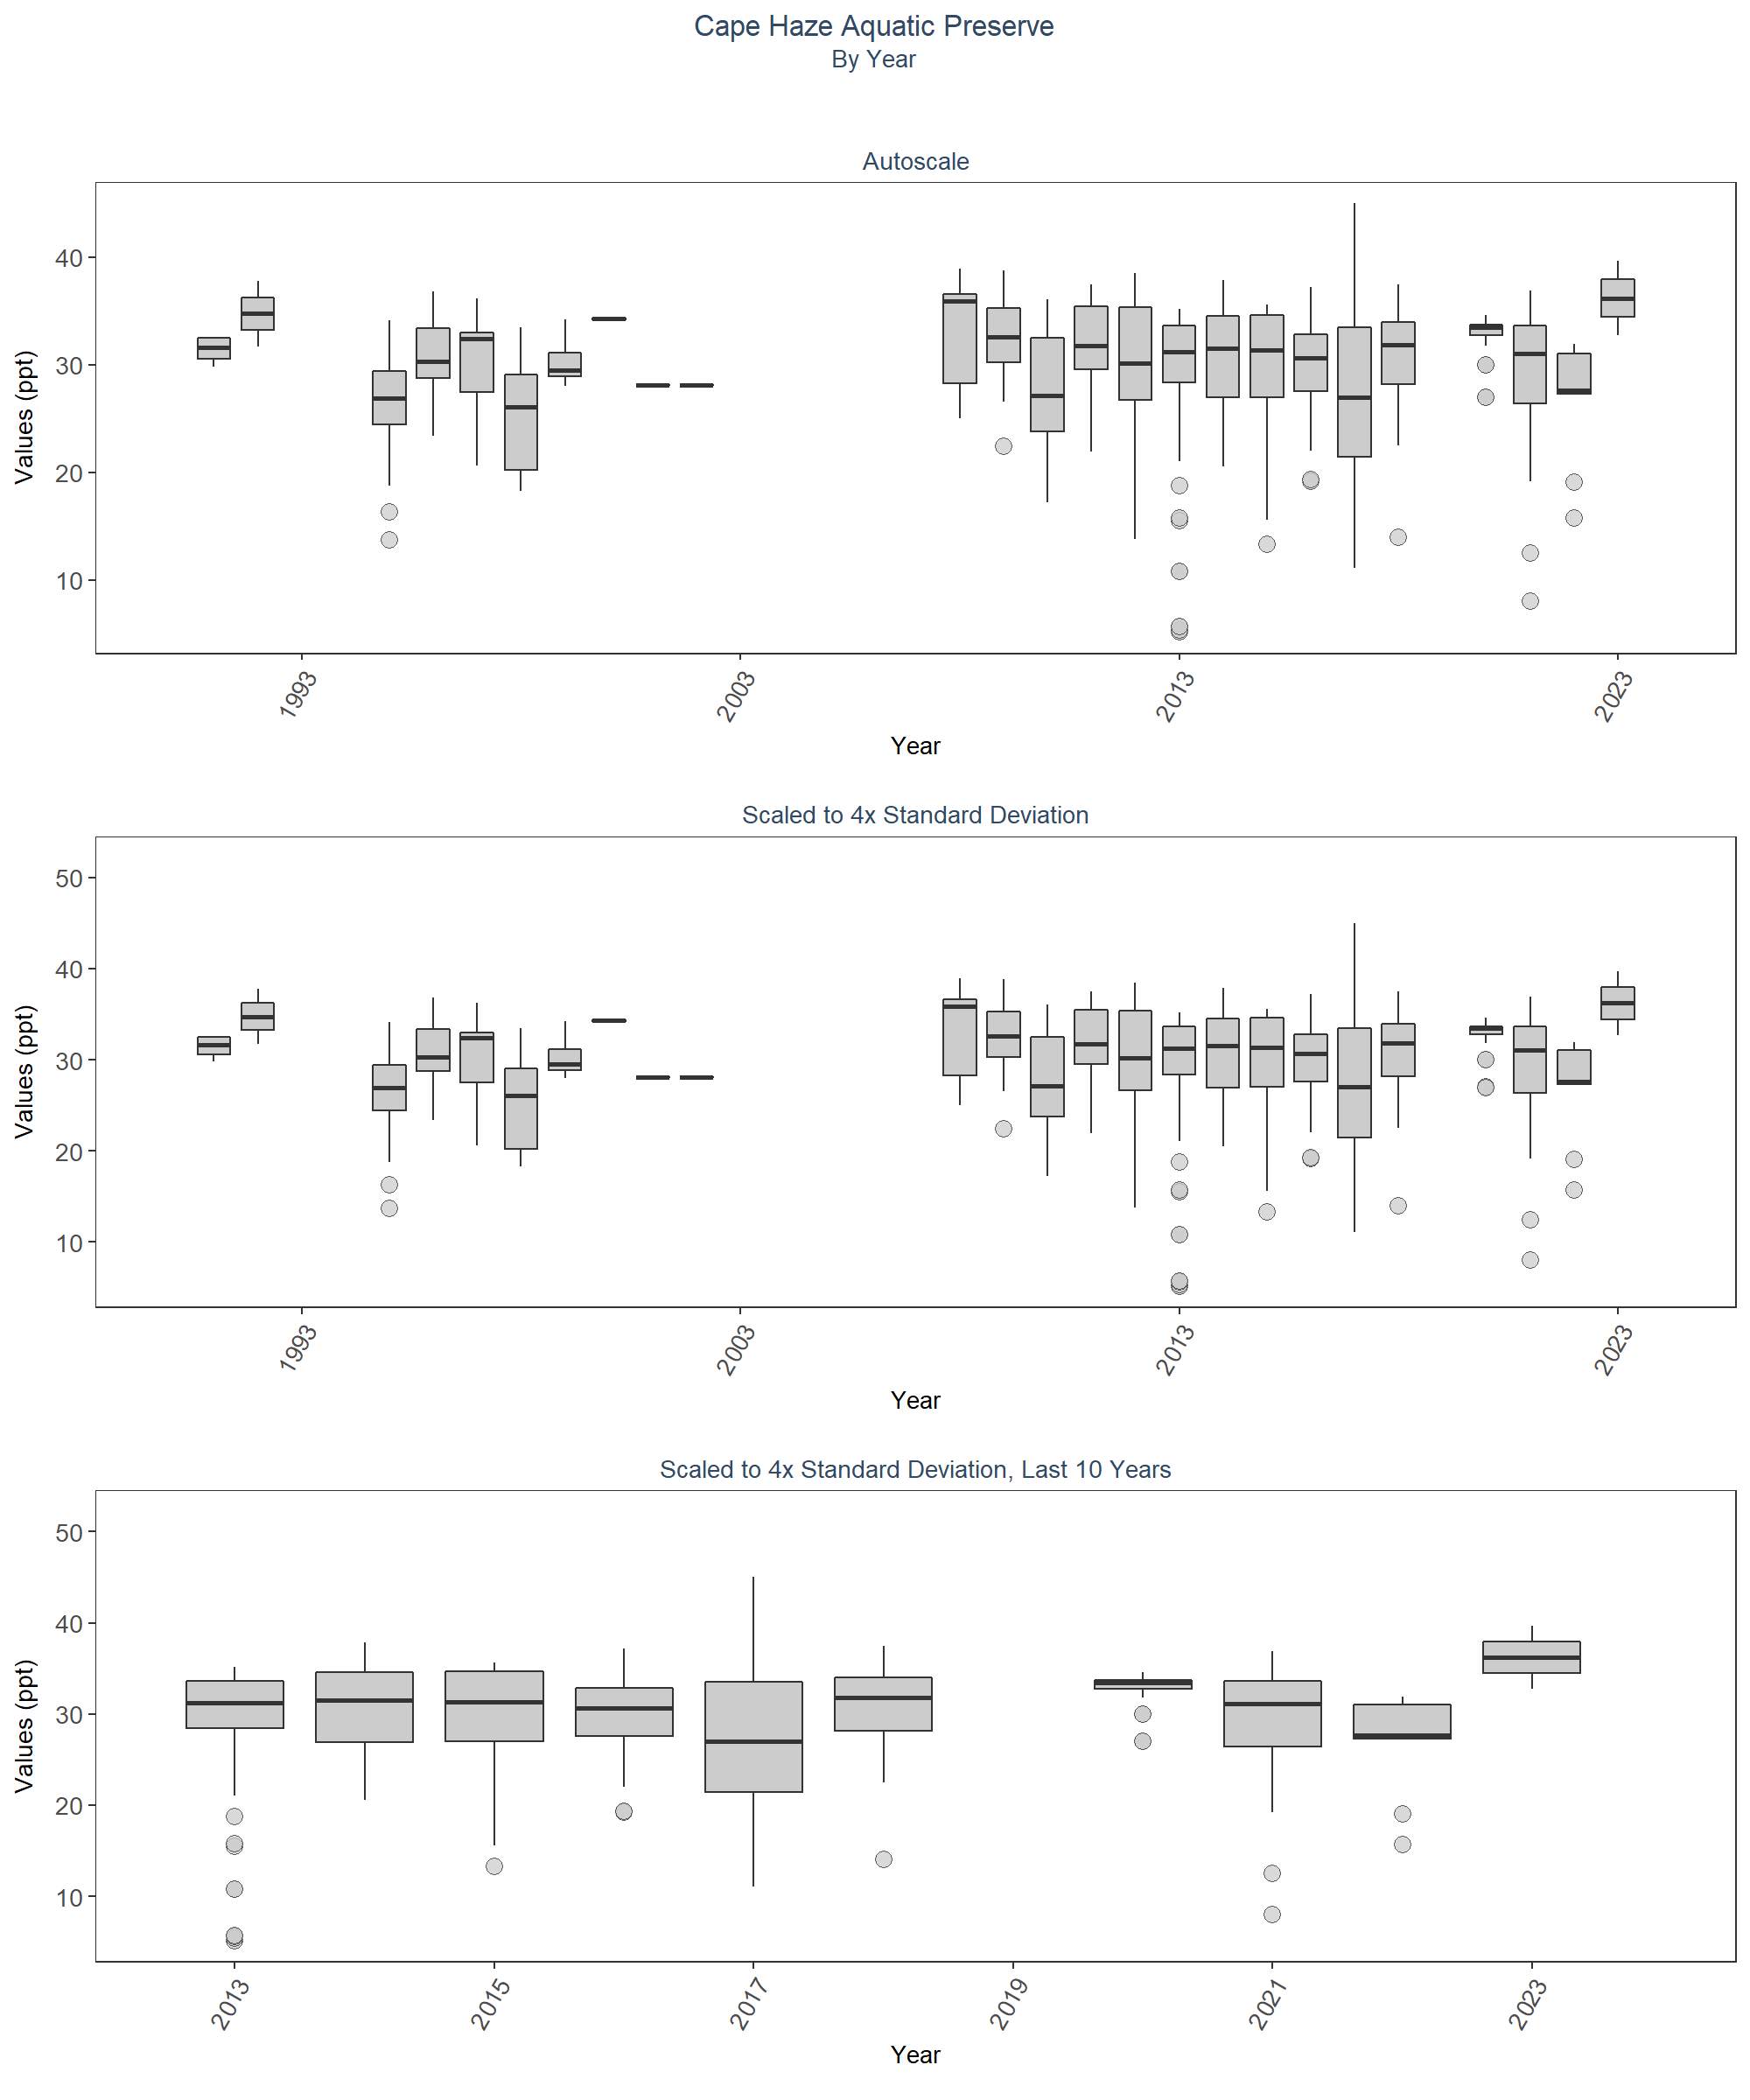 Cape Haze Aquatic Preserve
By Year
Autoscale
Values (ppt)
40
30
20
10
1993
2003
2013
2023
Year
Scaled to 4x Standard Deviation
Values (ppt)
50
40
30
20
10
1993
2003
2013
2023
Year
Scaled to 4x Standard Deviation, Last 10 Years
Values (ppt)
50
40
30
20
10
2013
2015
2017
2019
2021
2023
Year